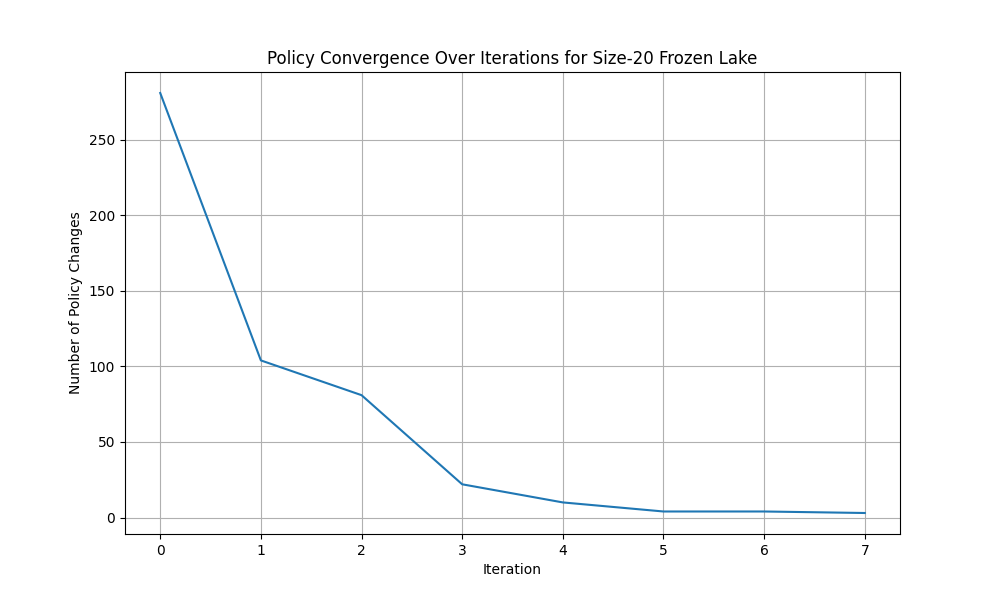 Policy Convergence Over Iterations for Size-20 Frozen Lake
Number of Policy Changes
250
200
150
100
50
0
0 1 2 3 4 5 6 7
Iteration